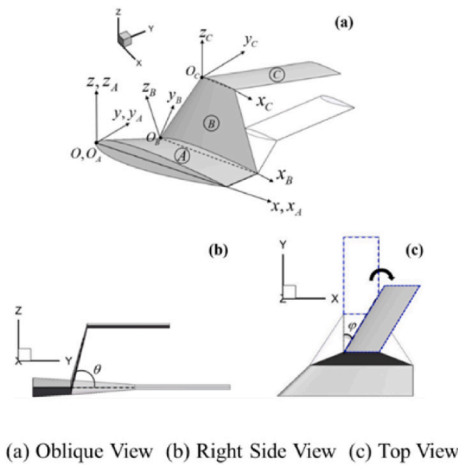 (a)
Z
Y
X
z_C
y_C
O_C
C
x_C
z, z_A
z_B
y_B
y, y_A
B
O_B
A
O, O_A
x_B
x, x_A
(b)
(c)
Z
X
Y
θ
Y
Z
X
φ
(a) Oblique View (b) Right Side View (c) Top View